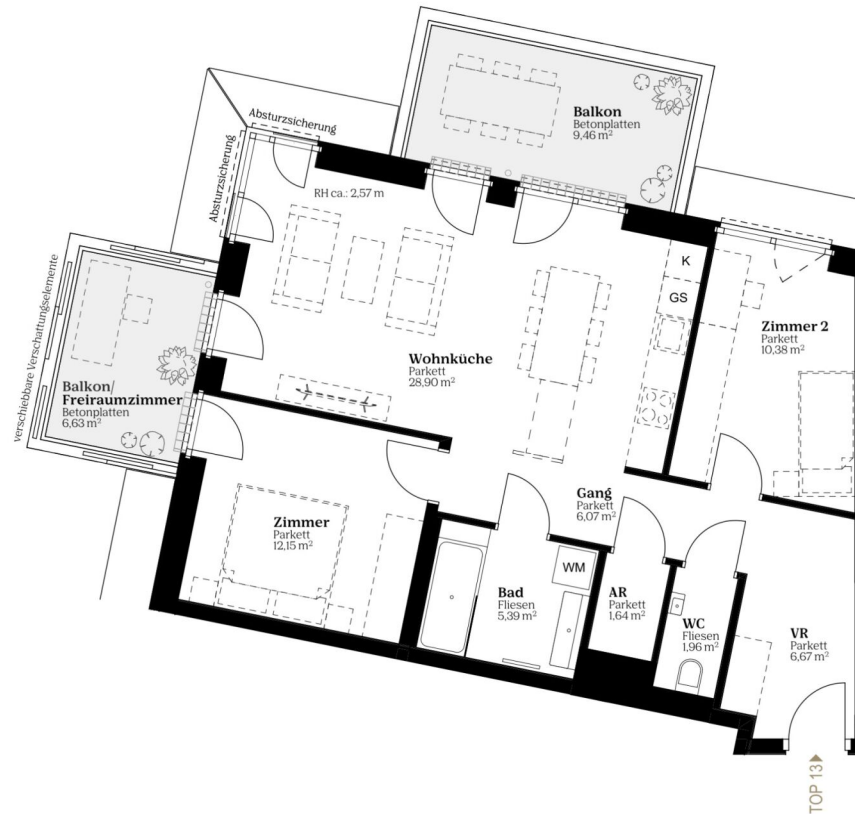 Balkon
Betonplatten
9,46 m²
Absturzsicherung
Absturzsicherung
RH ca.: 2,57 m
K
GS
Zimmer 2
Parkett
10,38 m²
Wohnküche
Parkett
28,90 m²
verschiebbare Verschattungselemente
Balkon/
Freiraumzimmer
Betonplatten
6,63 m²
Zimmer
Parkett
12,15 m²
Gang
Parkett
6,07 m²
Bad
Fliesen
5,39 m²
WM
AR
Parkett
1,64 m²
WC
Fliesen
1,96 m²
VR
Parkett
6,67 m²
TOP 13